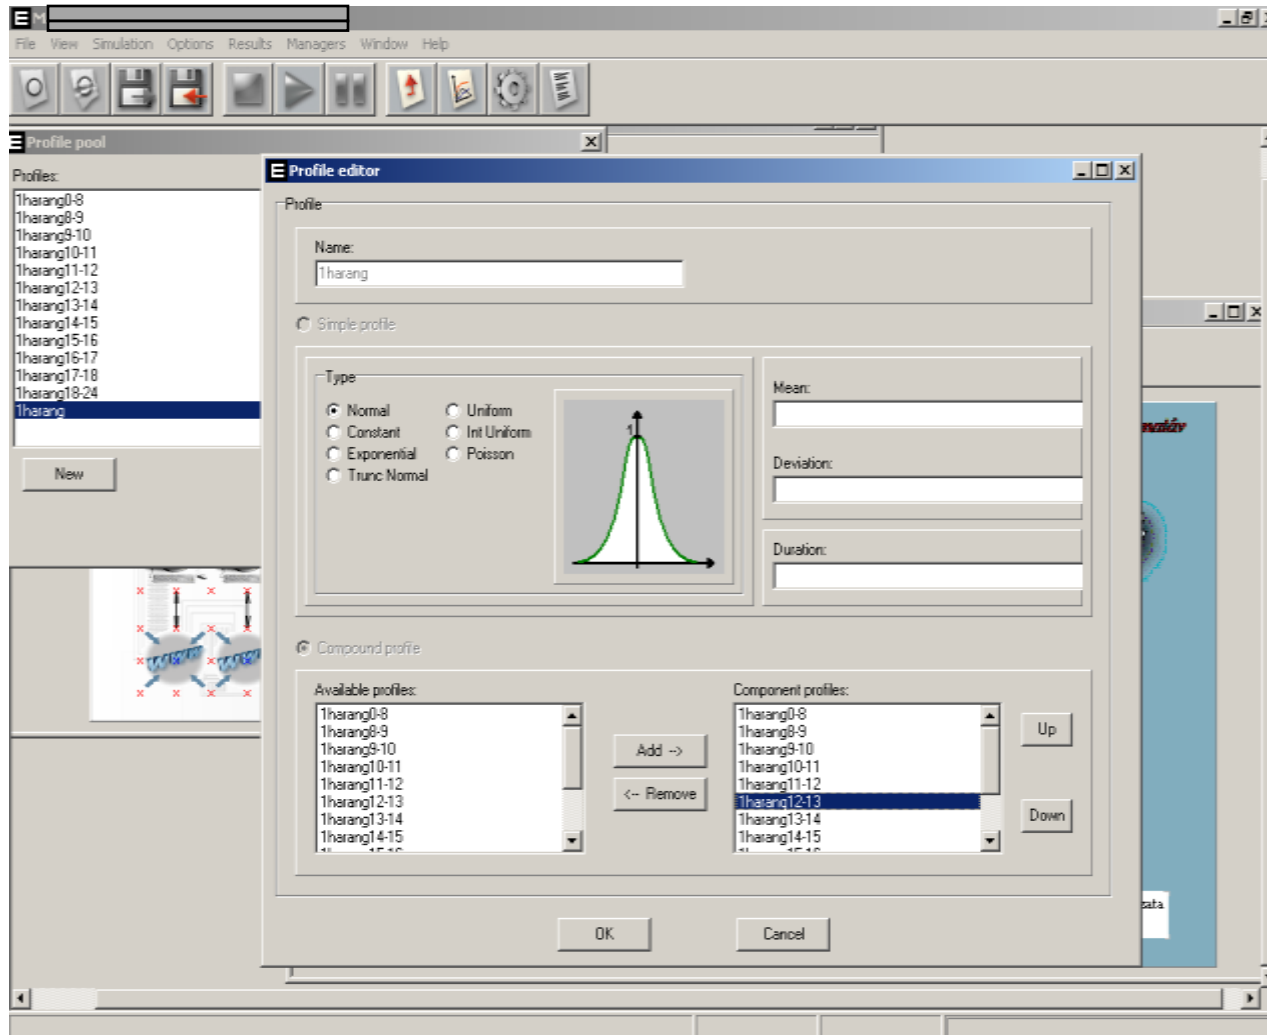 E M
File View Simulation Options Results Managers Window Help
E Profile pool
Profiles:
1harang0-8
1harang8-9
1harang9-10
1harang10-11
1harang11-12
1harang12-13
1harang13-14
1harang14-15
1harang15-16
1harang16-17
1harang17-18
1harang18-24
1harang
New
E Profile editor
Profile
Name:
1harang
Simple profile
Type
Normal
Constant
Exponential
Trunc Normal
Uniform
Int Uniform
Poisson
1
Mean:
Deviation:
Duration:
Compound profile
Available profiles:
1harang0-8
1harang8-9
1harang9-10
1harang10-11
1harang11-12
1harang12-13
1harang13-14
1harang14-15
Add -->
<-- Remove
Component profiles:
1harang0-8
1harang8-9
1harang9-10
1harang10-11
1harang11-12
1harang12-13
1harang13-14
1harang14-15
Up
Down
OK
Cancel
zata
www